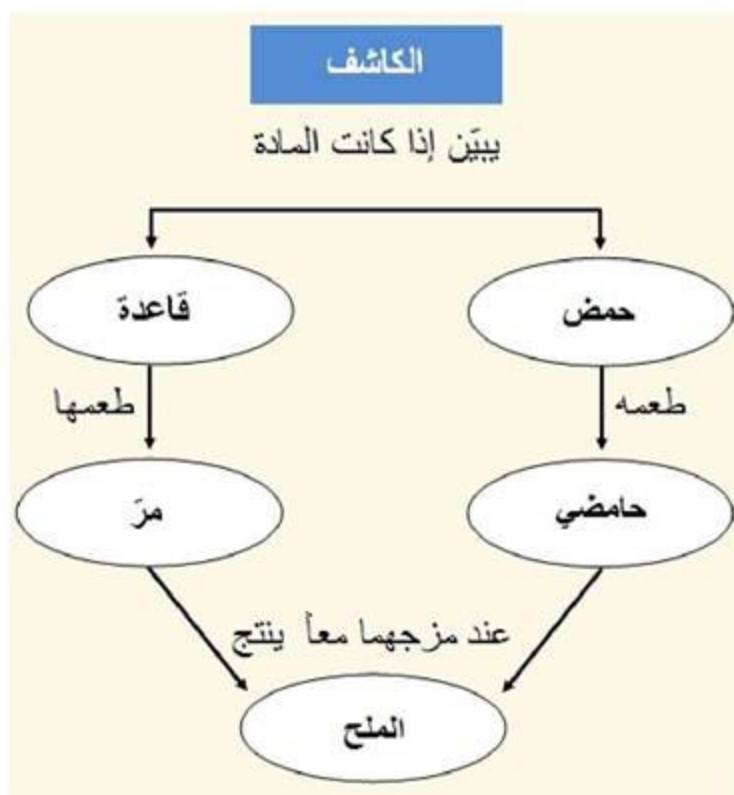 الكاشف
يبيّن إذا كانت المادة
حمض
قاعدة
طعمه
طعمها
حامضي
مرّ
عند مزجهما معاً ينتج
الملح